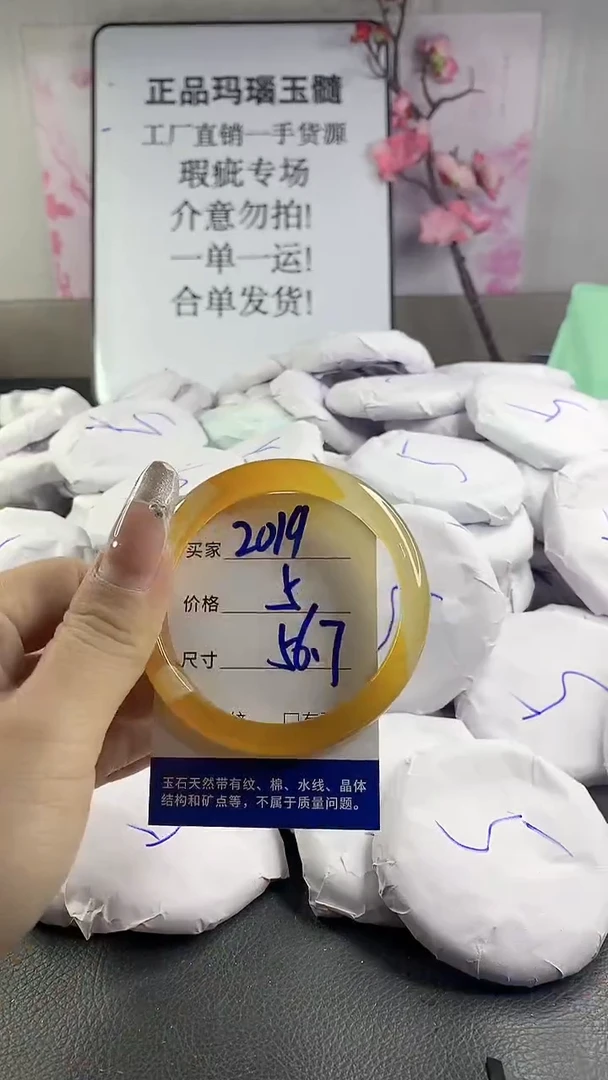 正品玛瑙玉髓
工厂直销一手货源
瑕疵专场
介意勿拍!
一单一运!
合单发货!
买家 2019
价格 5
尺寸 56.7
玉石天然带有纹、棉、水线、晶体
结构和矿点等，不属于质量问题。